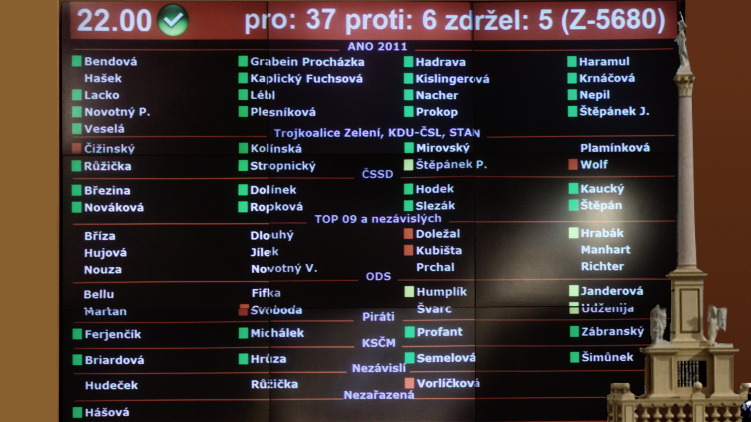 22.00 pro: 37 proti: 6 zdržel: 5 (Z-5680)
ANO 2011
Bendová Grabein Procházka Hadrava Haramul
Hašek Kaplický Fuchsová Kislingerová Krnáčová
Lacko Lébl Nacher Nepil
Novotný P. Plesníková Prokop Štěpánek J.
Veselá
Trojkoalice Zelení, KDU-ČSL, STAN
Čižinský Kolínská Mirovský Plamínková
Růžička Stropnický Štěpánek P. Wolf
ČSSD
Březina Dolínek Hodek Kaucký
Nováková Ropková Slezák Štěpán
TOP 09 a nezávislých
Bříza Dlouhý Doležal Hrabák
Hujová Jílek Kubišta Manhart
Nouza Novotný V. Prchal Richter
ODS
Bellu Fifka Humplík Janderová
Martan Svoboda Švarc Udženija
Piráti
Ferjenčík Michálek Profant Zábranský
KSČM
Briardová Hrůza Semelová Šimůnek
Nezávislí
Hudeček Růžička Vorlíčková
Nezařazená
Hášová